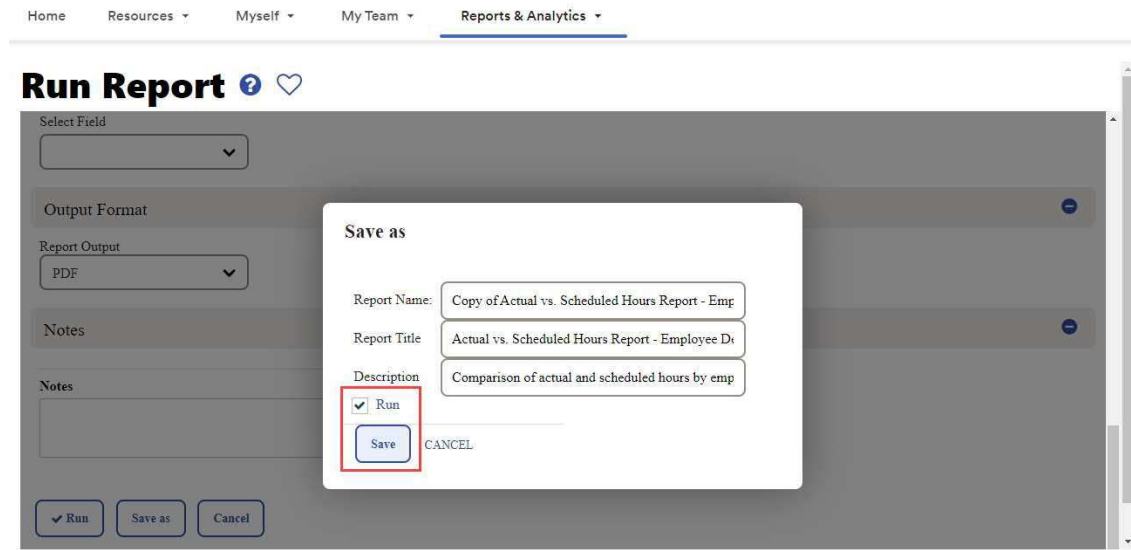 Home Resources Myself My Team Reports & Analytics
Run Report ?
Select Field
Output Format
Report Output
PDF
Notes
Notes
Save as
Report Name: Copy of Actual vs. Scheduled Hours Report - Emp
Report Title Actual vs. Scheduled Hours Report - Employee
Description Comparison of actual and scheduled hours by emp
Run
Save CANCEL
Run Save as Cancel